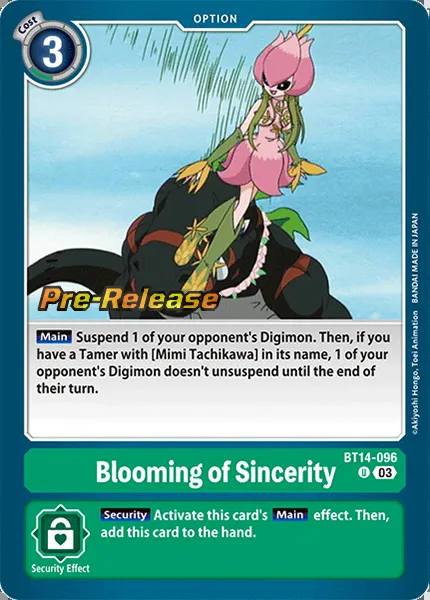 OPTION
Cost
3
Pre-Release
Main Suspend 1 of your opponent's Digimon. Then, if you
have a Tamer with [Mimi Tachikawa] in its name, 1 of your
opponent's Digimon doesn't unsuspend until the end of
their turn.
©Akiyoshi Hongo, Toei Animation BANDAI MADE IN JAPAN
BT14-096
Blooming of Sincerity
U 03
Security Activate this card's Main effect. Then,
add this card to the hand.
Security Effect